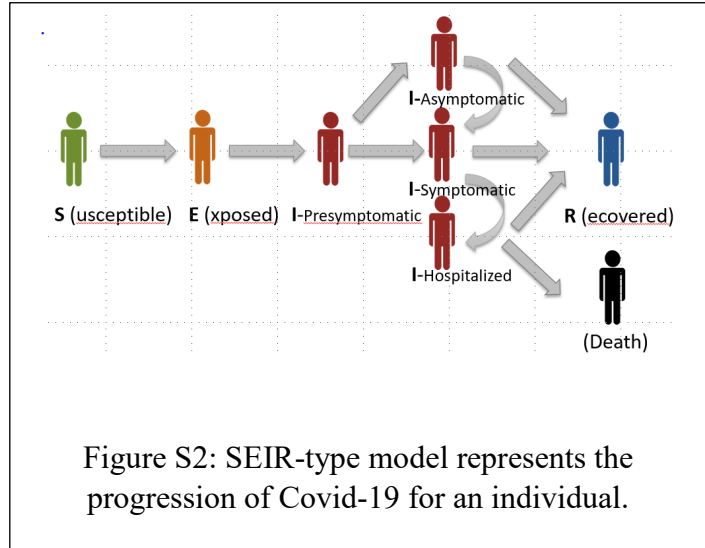 I-Asymptomatic
S (usceptible) E (xposed) I-Presymptomatic I-Symptomatic R (ecovered)
I-Hospitalized
(Death)
Figure S2: SEIR-type model represents the
progression of Covid-19 for an individual.